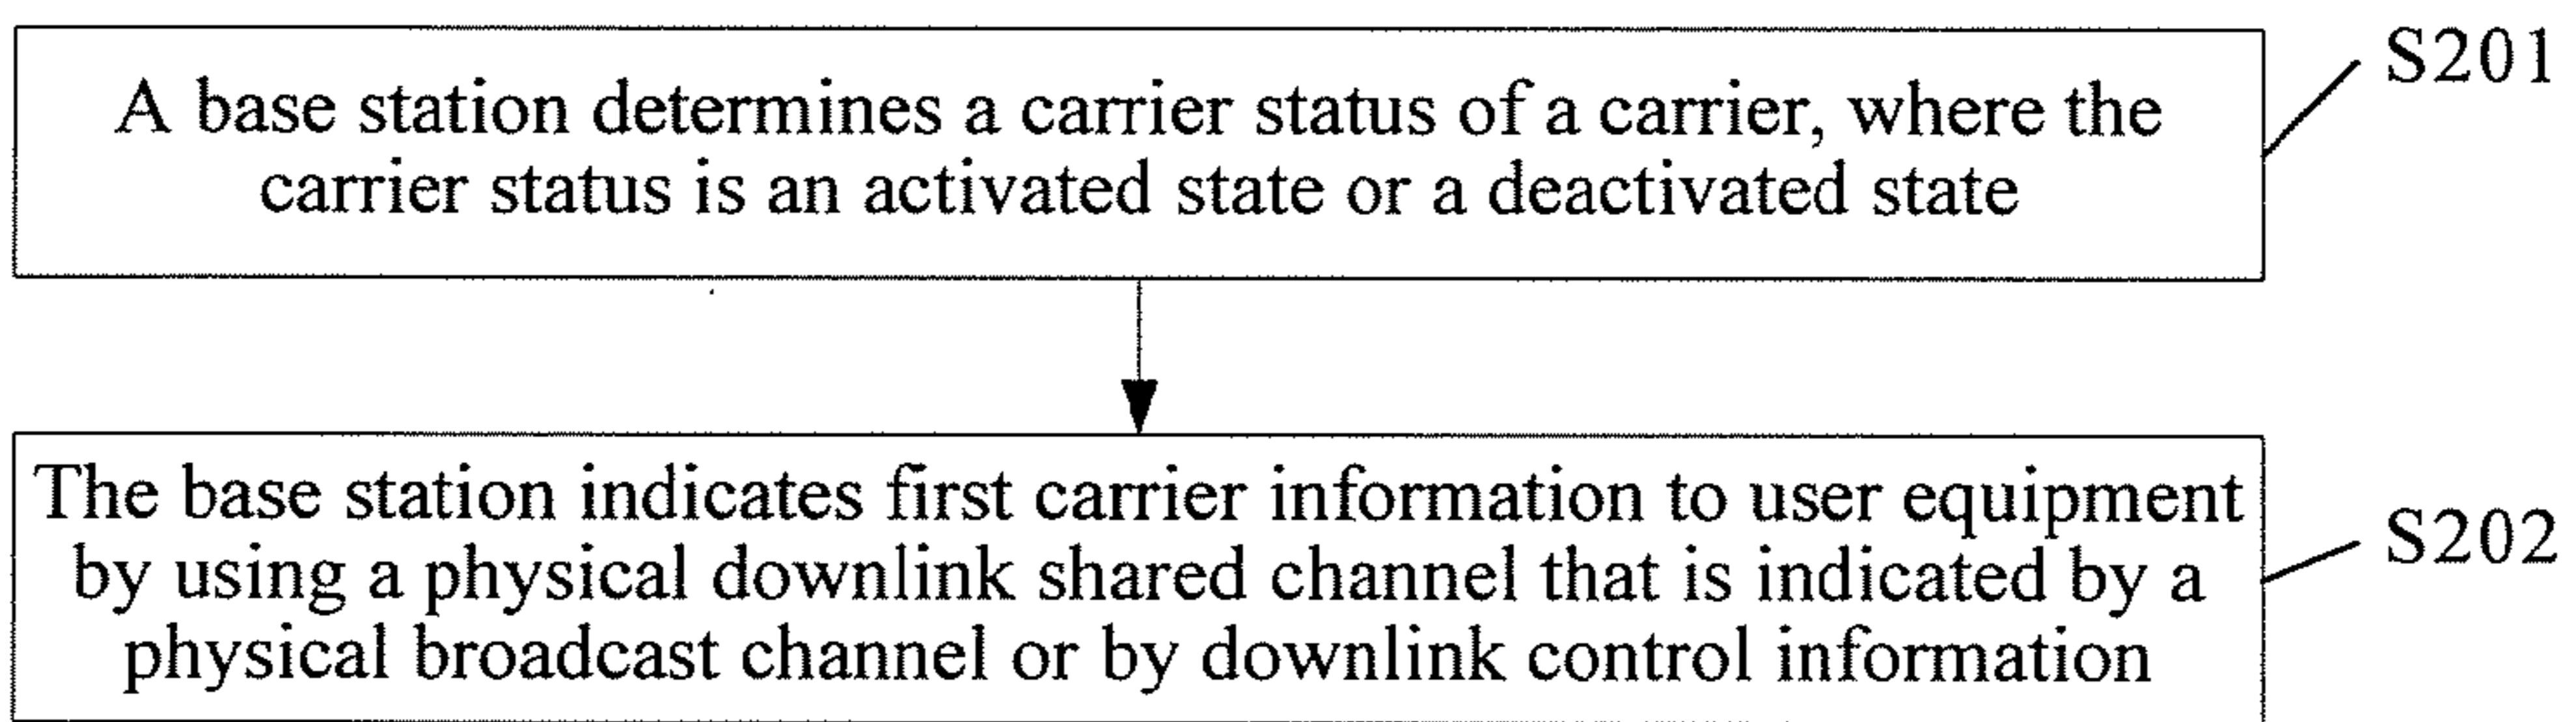 A base station determines a carrier status of a carrier, where the
carrier status is an activated state or a deactivated state
S201
The base station indicates first carrier information to user equipment
by using a physical downlink shared channel that is indicated by a
physical broadcast channel or by downlink control information
S202